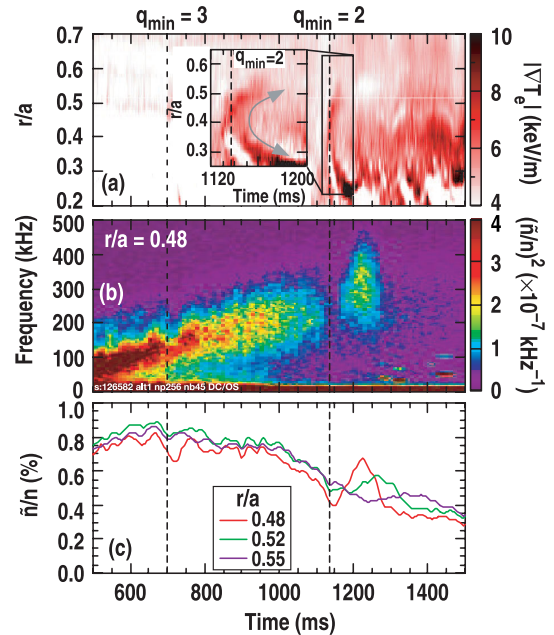 qmin = 3 qmin = 2
0.7
0.6
0.5
0.4
0.3
0.2
r/a
(a)
0.6
0.5
0.4
0.3
r/a
qmin=2
1120 1200
Time (ms)
10
8
6
4
|∇Te| (keV/m)
500
400
300
200
100
0
Frequency (kHz)
r/a = 0.48
(b)
s:126582 alt1 np256 nb45 DC/OS
4
3
2
1
0
(ñ/n)² (×10⁻⁷ kHz⁻¹)
1.0
0.8
0.6
0.4
0.2
0.0
ñ/n (%)
(c)
r/a
0.48
0.52
0.55
600 800 1000 1200 1400
Time (ms)